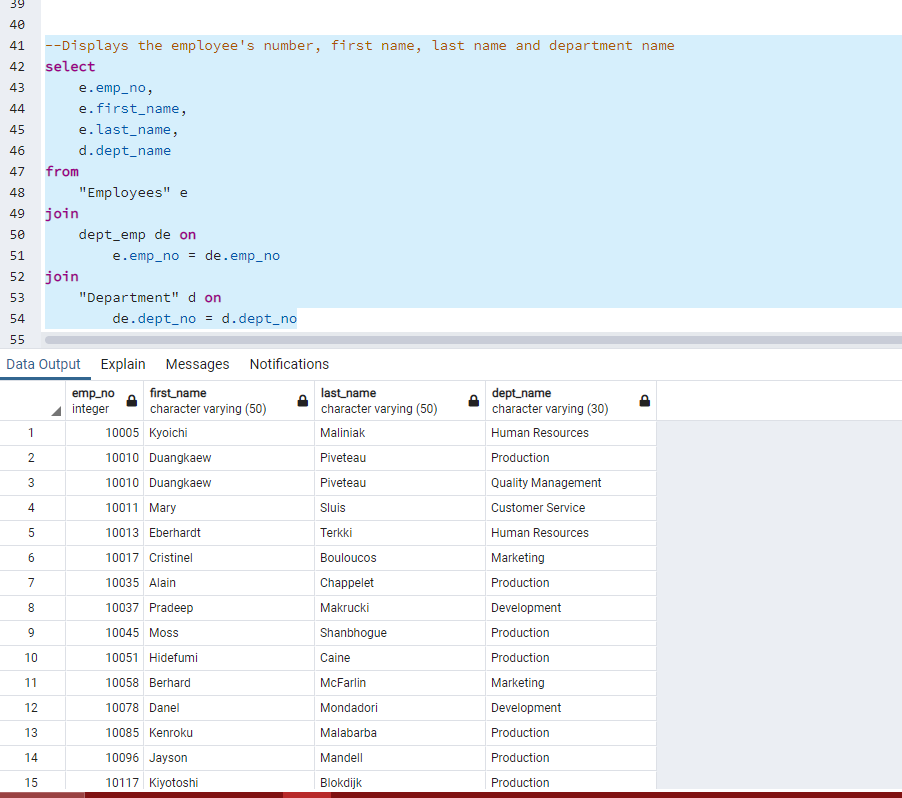 39
40
41 --Displays the employee's number, first name, last name and department name
42 select
43 e.emp_no,
44 e.first_name,
45 e.last_name,
46 d.dept_name
47 from
48 "Employees" e
49 join
50 dept_emp de on
51 e.emp_no = de.emp_no
52 join
53 "Department" d on
54 de.dept_no = d.dept_no
55
Data Output Explain Messages Notifications
emp_no first_name last_name dept_name
integer character varying (50) character varying (50) character varying (30)
1 10005 Kyoichi Maliniak Human Resources
2 10010 Duangkaew Piveteau Production
3 10010 Duangkaew Piveteau Quality Management
4 10011 Mary Sluis Customer Service
5 10013 Eberhardt Terkki Human Resources
6 10017 Cristinel Bouloucos Marketing
7 10035 Alain Chappelet Production
8 10037 Pradeep Makrucki Development
9 10045 Moss Shanbhogue Production
10 10051 Hidefumi Caine Production
11 10058 Berhard McFarlin Marketing
12 10078 Danel Mondadori Development
13 10085 Kenroku Malabarba Production
14 10096 Jayson Mandell Production
15 10117 Kiyotoshi Blokdijk Production